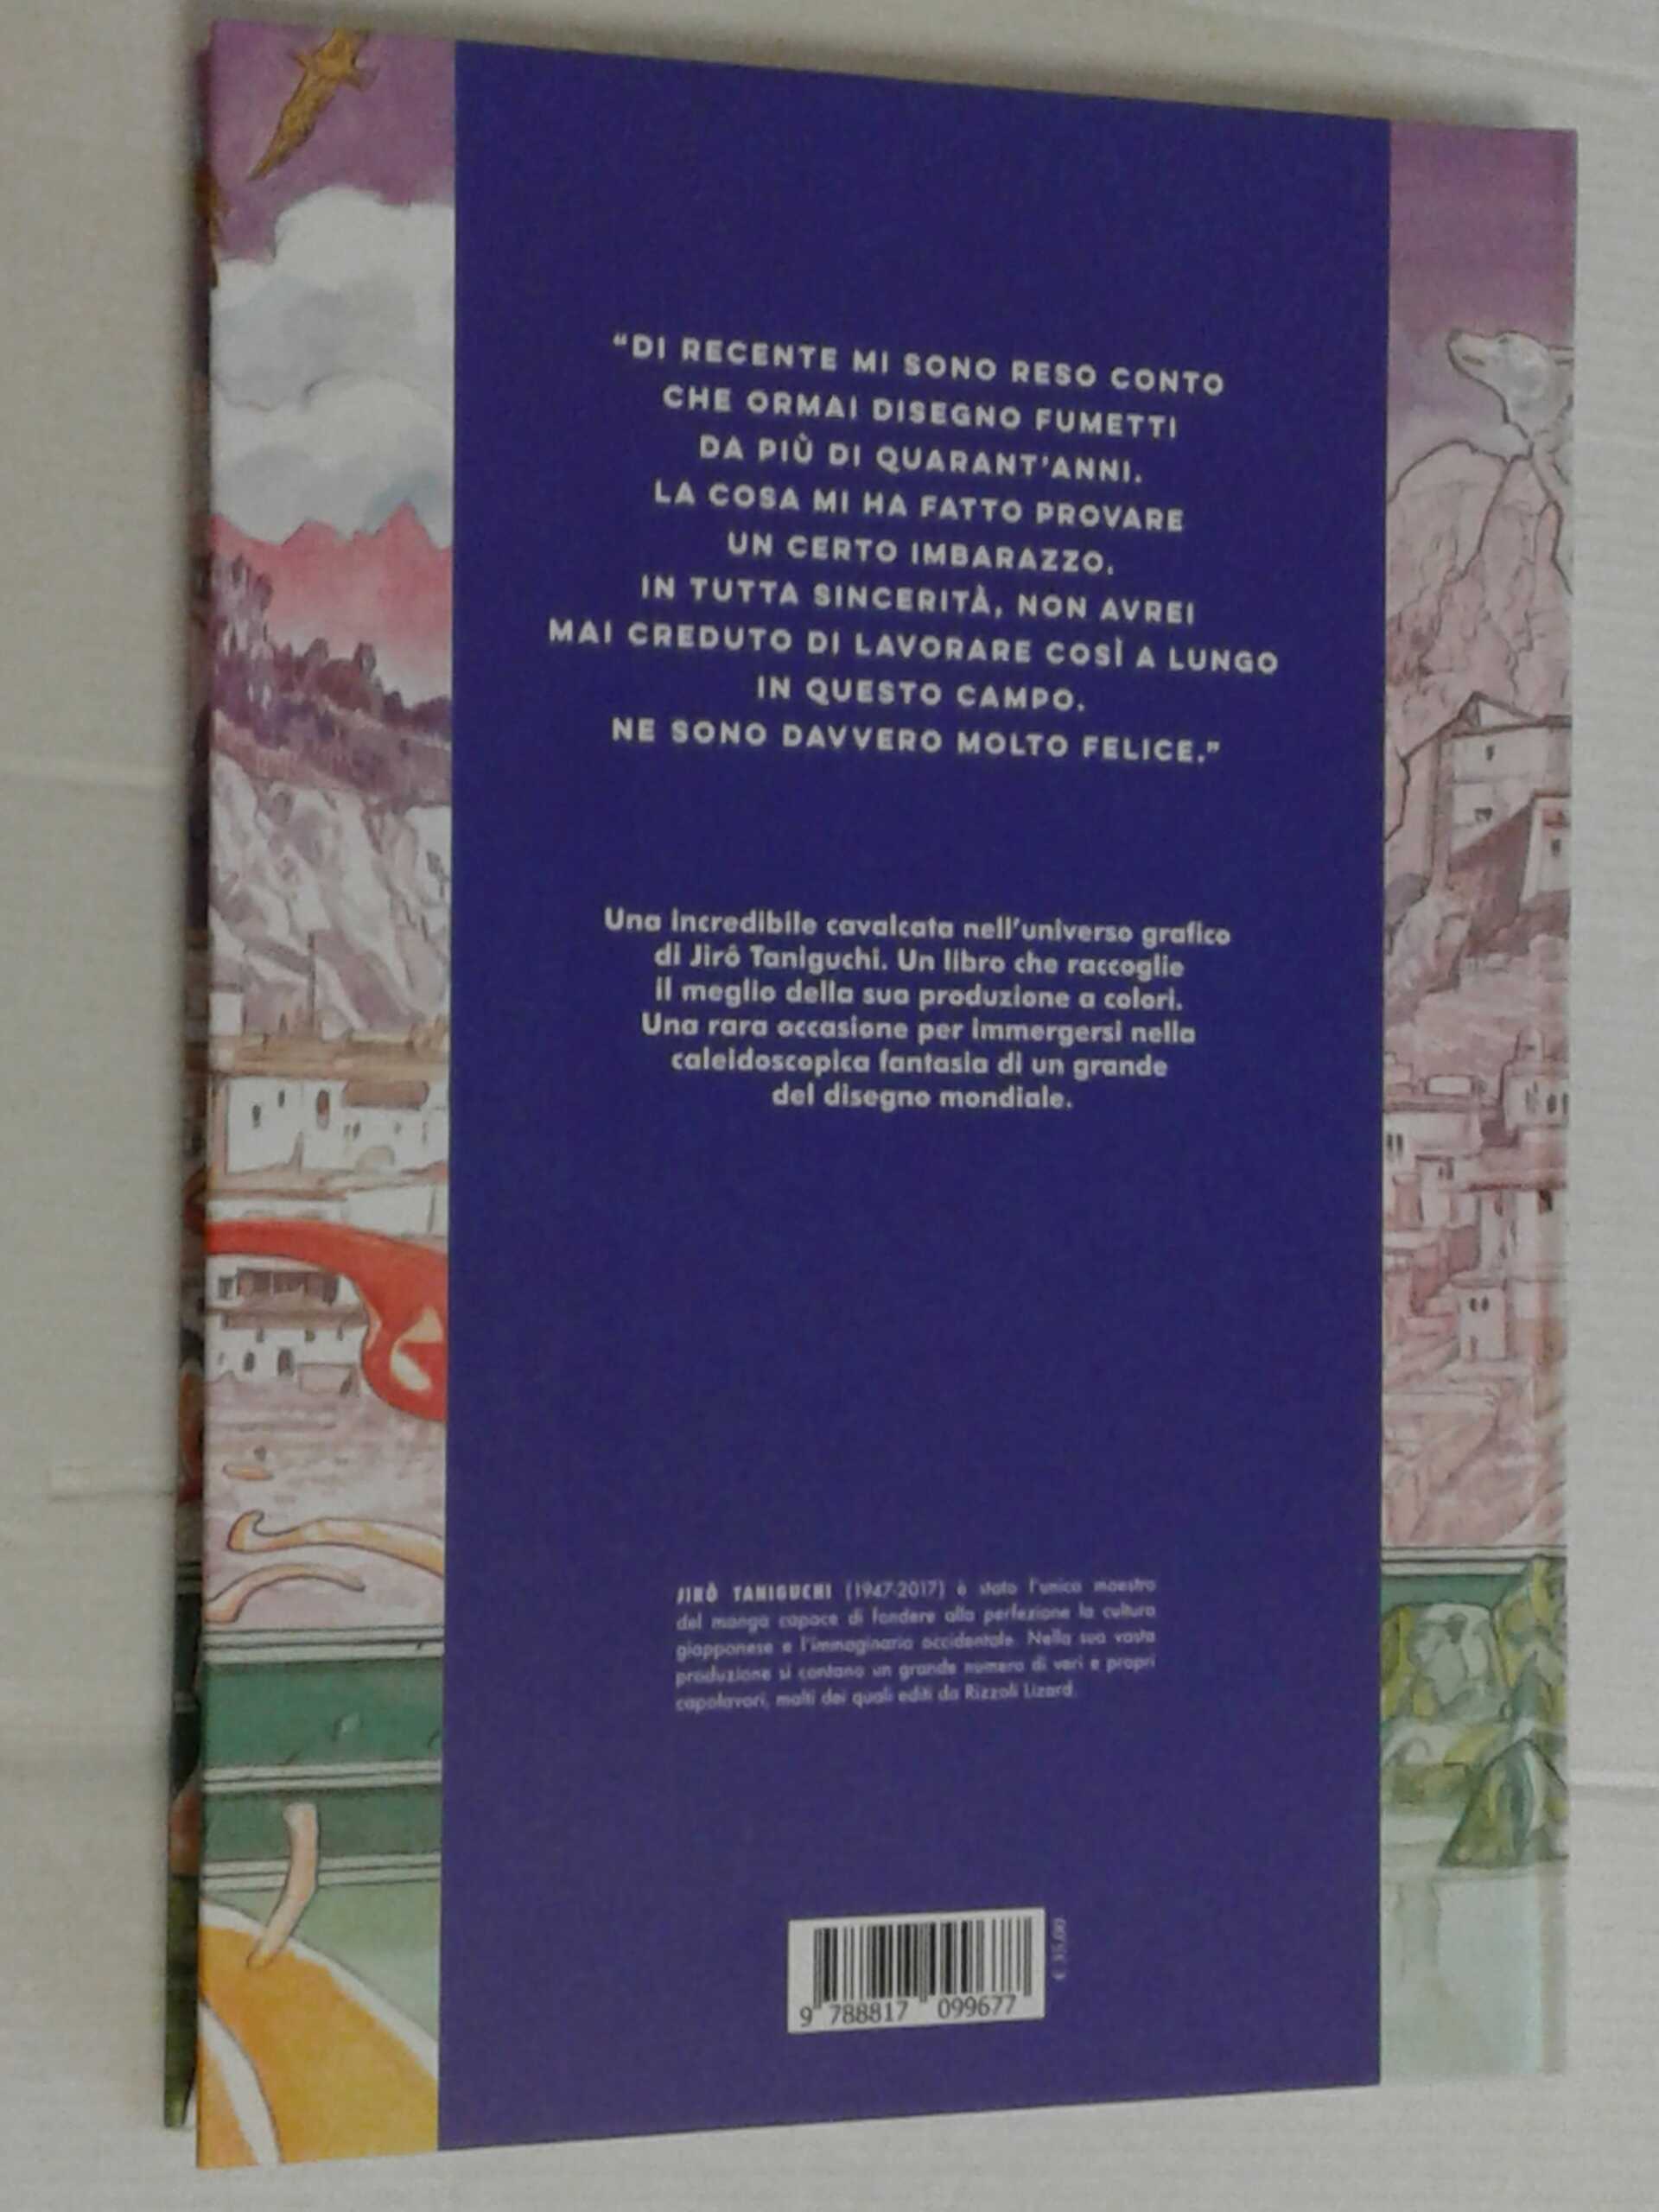 “DI RECENTE MI SONO RESO CONTO
CHE ORMAI DISEGNO FUMETTI
DA PIÙ DI QUARANT’ANNI.
LA COSA MI HA FATTO PROVARE
UN CERTO IMBARAZZO.
IN TUTTA SINCERITÀ, NON AVREI
MAI CREDUTO DI LAVORARE COSÌ A LUNGO
IN QUESTO CAMPO.
NE SONO DAVVERO MOLTO FELICE.”
Una incredibile cavalcata nell’universo grafico
di Jirô Taniguchi. Un libro che raccoglie
il meglio della sua produzione a colori.
Una rara occasione per immergersi nella
caleidoscopica fantasia di un grande
del disegno mondiale.
JIRÔ TANIGUCHI (1947-2017) è stato l’unico maestro
del manga capace di fondere alla perfezione la cultura
giapponese e l’immaginario occidentale. Nella sua vasta
produzione si contano un grande numero di veri e propri
capolavori, molti dei quali editi da Rizzoli Lizard.
€ 35,00
9 788817 099677